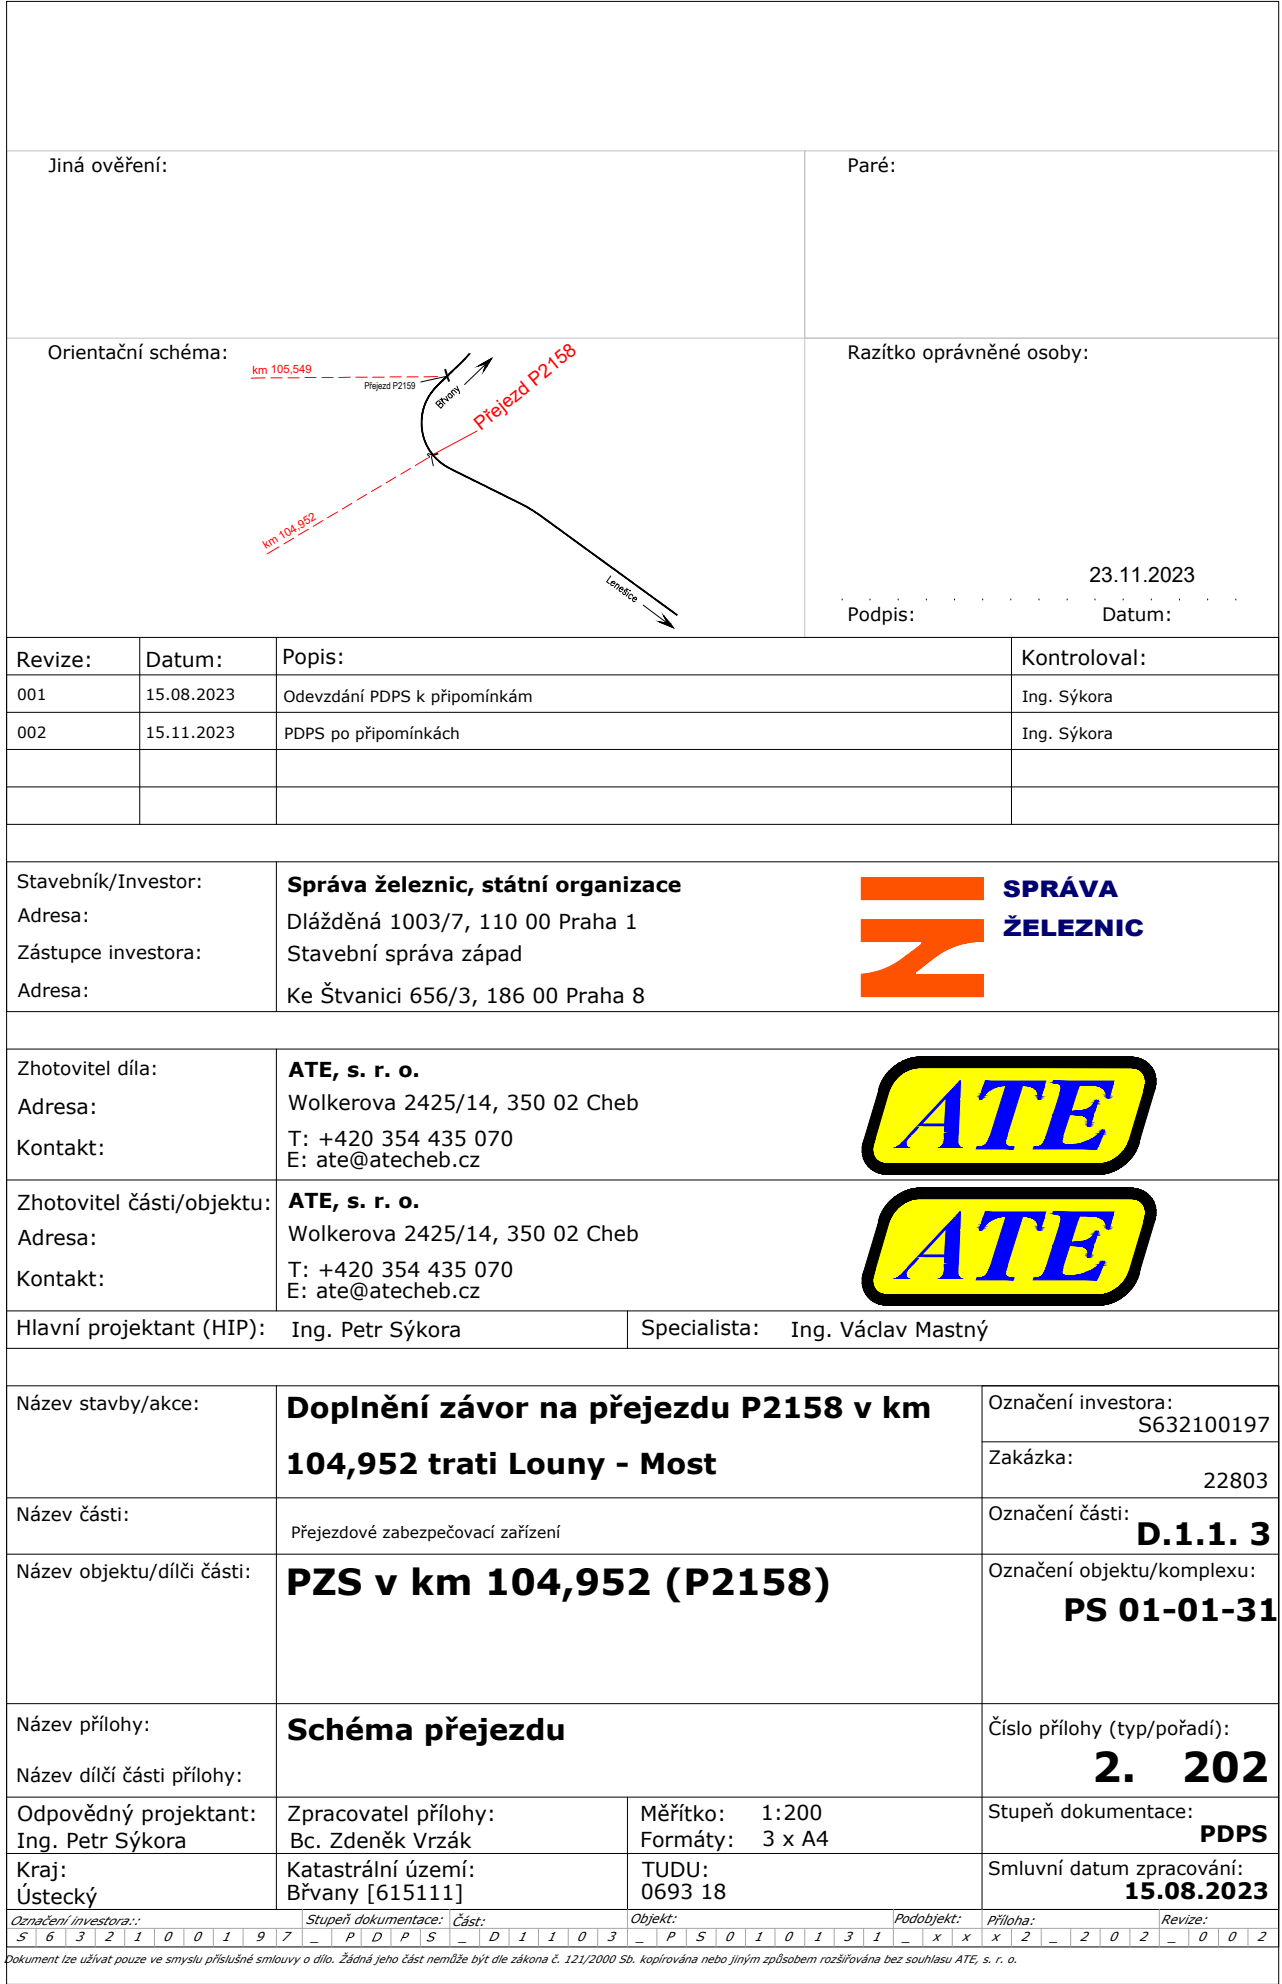 Jiná ověření:
Paré:
Orientační schéma:
km 105,549
Přejezd P2159
Břvany
Přejezd P2158
km 104,952
Lenešice
Razítko oprávněné osoby:
23.11.2023
Podpis:
Datum:
Revize: Datum: Popis: Kontroloval:
001 15.08.2023 Odevzdání PDPS k připomínkám Ing. Sýkora
002 15.11.2023 PDPS po připomínkách Ing. Sýkora
Stavebník/Investor: Správa železnic, státní organizace
Adresa: Dlážděná 1003/7, 110 00 Praha 1
Zástupce investora: Stavební správa západ
Adresa: Ke Štvanici 656/3, 186 00 Praha 8
SPRÁVA
ŽELEZNIC
Zhotovitel díla: ATE, s. r. o.
Adresa: Wolkerova 2425/14, 350 02 Cheb
Kontakt: T: +420 354 435 070
E: ate@atecheb.cz
ATE
Zhotovitel části/objektu: ATE, s. r. o.
Adresa: Wolkerova 2425/14, 350 02 Cheb
Kontakt: T: +420 354 435 070
E: ate@atecheb.cz
ATE
Hlavní projektant (HIP): Ing. Petr Sýkora Specialista: Ing. Václav Mastný
Název stavby/akce: Doplnění závor na přejezdu P2158 v km
104,952 trati Louny - Most
Označení investora:
S632100197
Zakázka:
22803
Název části: Přejezdové zabezpečovací zařízení
Označení části:
D.1.1. 3
Název objektu/dílči části: PZS v km 104,952 (P2158)
Označení objektu/komplexu:
PS 01-01-31
Název přílohy: Schéma přejezdu
Název dílčí části přílohy:
Číslo přílohy (typ/pořadí):
2. 202
Odpovědný projektant:
Ing. Petr Sýkora
Zpracovatel přílohy:
Bc. Zdeněk Vrzák
Měřítko: 1:200
Formáty: 3 x A4
Stupeň dokumentace:
PDPS
Kraj:
Ústecký
Katastrální území:
Břvany [615111]
TUDU:
0693 18
Smluvní datum zpracování:
15.08.2023
Označení investora:: Stupeň dokumentace: Část: Objekt: Podobjekt: Příloha: Revize:
S 6 3 2 1 0 0 1 9 7 _ P D P S _ D 1 1 0 3 _ P S 0 1 0 1 3 1 _ x x x 2 _ 2 0 2 _ 0 0 2
Dokument lze užívat pouze ve smyslu příslušné smlouvy o dílo. Žádná jeho část nemůže být dle zákona č. 121/2000 Sb. kopírována nebo jiným způsobem rozšiřována bez souhlasu ATE, s. r. o.